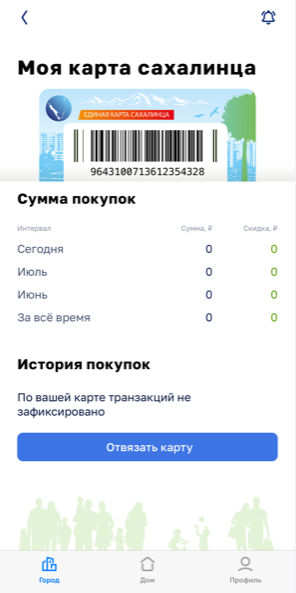 Моя карта сахалинца
ЕДИНАЯ КАРТА САХАЛИНЦА
9643100713612354328
Сумма покупок
Интервал Сумма, ₽ Скидка, ₽
Сегодня 0 0
Июль 0 0
Июнь 0 0
За всё время 0 0
История покупок
По вашей карте транзакций не
зафиксировано
Отвязать карту
Город Дом Профиль